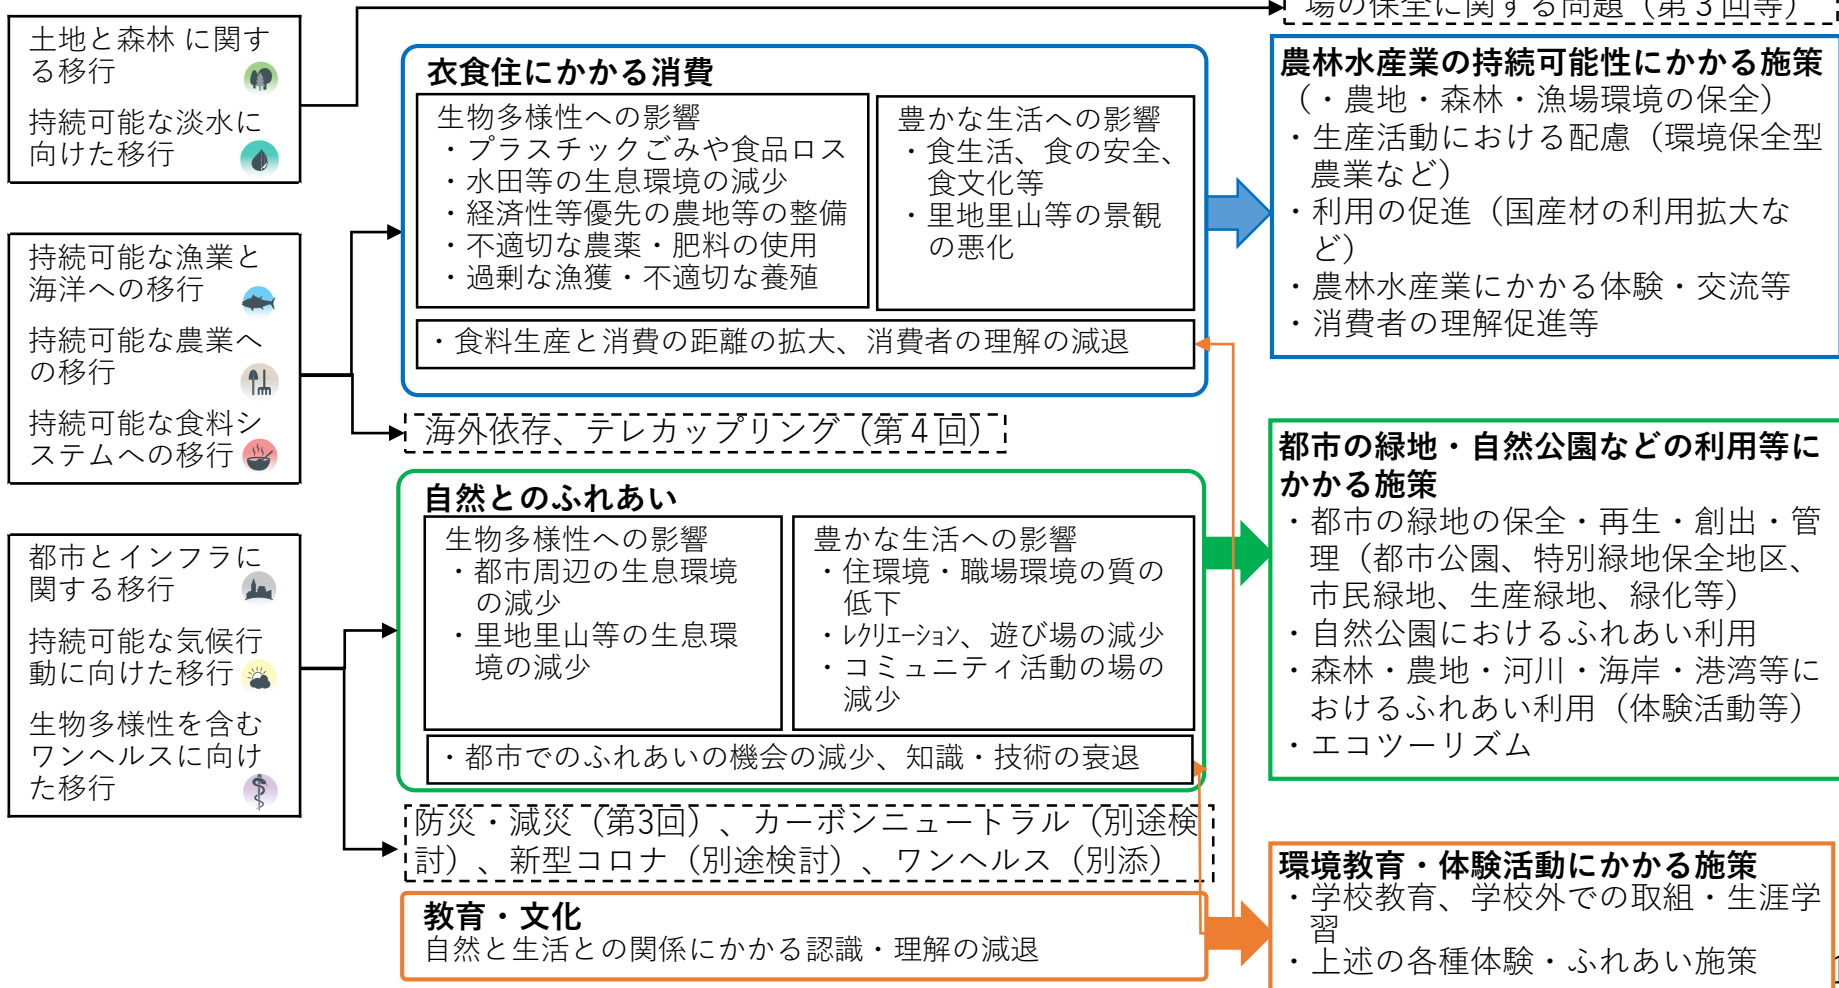 場の保全に関する問題（第３回等）
土地と森林 に関す
る移行
持続可能な淡水に
向けた移行
持続可能な漁業と
海洋への移行
持続可能な農業へ
の移行
持続可能な食料シ
ステムへの移行
都市とインフラに
関する移行
持続可能な気候行
動に向けた移行
生物多様性を含む
ワンヘルスに向け
た移行
衣食住にかかる消費
生物多様性への影響
・プラスチックごみや食品ロス
・水田等の生息環境の減少
・経済性等優先の農地等の整備
・不適切な農薬・肥料の使用
・過剰な漁獲・不適切な養殖
豊かな生活への影響
・食生活、食の安全、
食文化等
・里地里山等の景観
の悪化
・食料生産と消費の距離の拡大、消費者の理解の減退
海外依存、テレカップリング（第４回）
自然とのふれあい
生物多様性への影響
・都市周辺の生息環境
の減少
・里地里山等の生息環
境の減少
豊かな生活への影響
・住環境・職場環境の質の
低下
・ﾚｸﾘｴｰｼｮﾝ、遊び場の減少
・コミュニティ活動の場の
減少
・都市でのふれあいの機会の減少、知識・技術の衰退
防災・減災（第3回）、カーボンニュートラル（別途検
討）、新型コロナ（別途検討）、ワンヘルス（別添）
教育・文化
自然と生活との関係にかかる認識・理解の減退
農林水産業の持続可能性にかかる施策
（・農地・森林・漁場環境の保全）
・生産活動における配慮（環境保全型
農業など）
・利用の促進（国産材の利用拡大な
ど）
・農林水産業にかかる体験・交流等
・消費者の理解促進等
都市の緑地・自然公園などの利用等に
かかる施策
・都市の緑地の保全・再生・創出・管
理（都市公園、特別緑地保全地区、
市民緑地、生産緑地、緑化等）
・自然公園におけるふれあい利用
・森林・農地・河川・海岸・港湾等に
おけるふれあい利用（体験活動等）
・エコツーリズム
環境教育・体験活動にかかる施策
・学校教育、学校外での取組・生涯学
習
・上述の各種体験・ふれあい施策